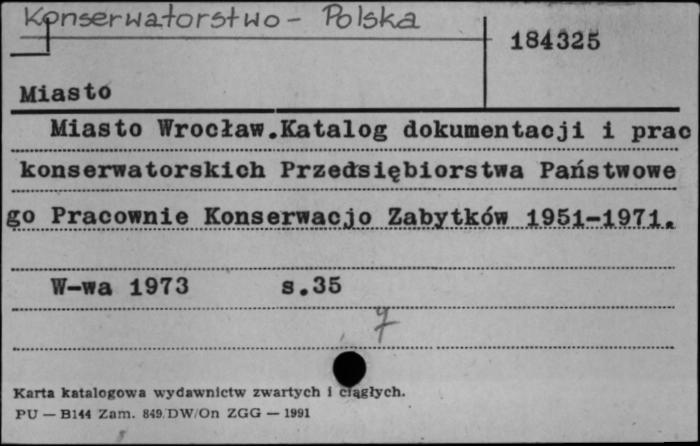 Konserwatorstwo - Polska
184325
Miasto
Miasto Wrocław.Katalog dokumentacji i prac
konserwatorskich Przedsiębiorstwa Państwowe
go Pracownie Konserwacjo Zabytków 1951-1971.
W-wa 1973 s.35
Karta katalogowa wydawnictw zwartych i ciągłych.
PU — B144 Zam. 849/DW/On ZGG — 1991